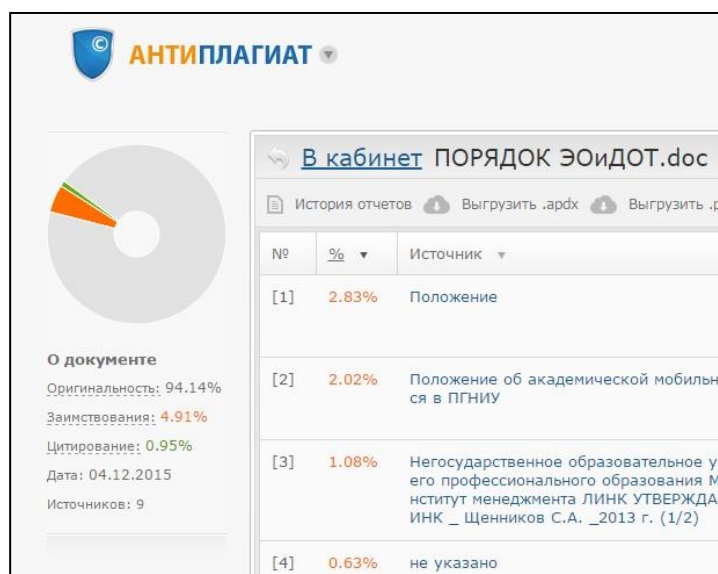 ©
АНТИПЛАГИАТ
В кабинет ПОРЯДОК ЭОиДОТ.doc
История отчетов Выгрузить .apdx Выгрузить
№ % Источник
[1] 2.83% Положение
О документе
Оригинальность: 94.14%
Заимствования: 4.91%
Цитирование: 0.95%
Дата: 04.12.2015
Источников: 9
[2] 2.02% Положение об академической мобильн
ся в ПГНИУ
[3] 1.08% Негосударственное образовательное у
его профессионального образования М
нститут менеджмента ЛИНК УТВЕРЖДА
ИНК _ Щенников С.А. _2013 г. (1/2)
[4] 0.63% не указано